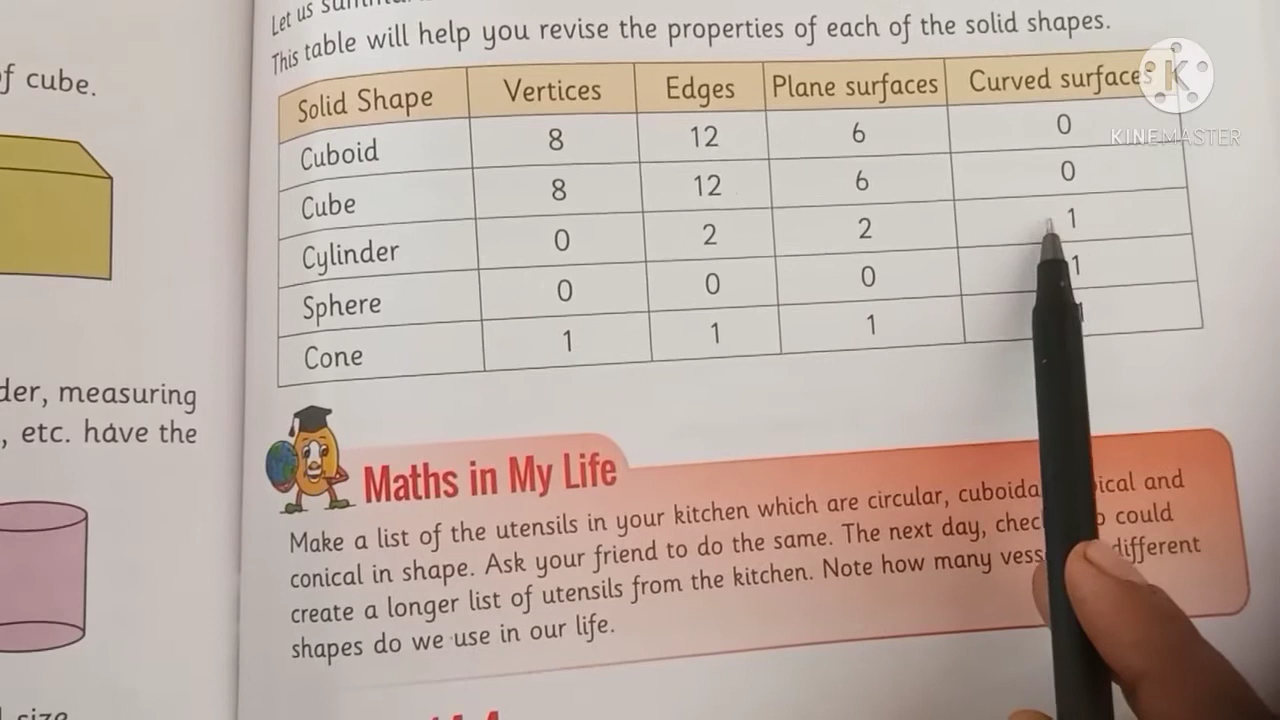 Let us
This table will help you revise the properties of each of the solid shapes.
of cube.
Solid Shape Vertices Edges Plane surfaces Curved surfaces
Cuboid 8 12 6 0
Cube 8 12 6 0
Cylinder 0 2 2 1
Sphere 0 0 0 1
Cone 1 1 1 1
KINEMASTER
K
der, measuring
, etc. have the
Maths in My Life
Make a list of the utensils in your kitchen which are circular, ical and
conical in shape. Ask your friend to do the same. The next day, could
create a longer list of utensils from the kitchen. Note how many different
shapes do we use in our life.
size